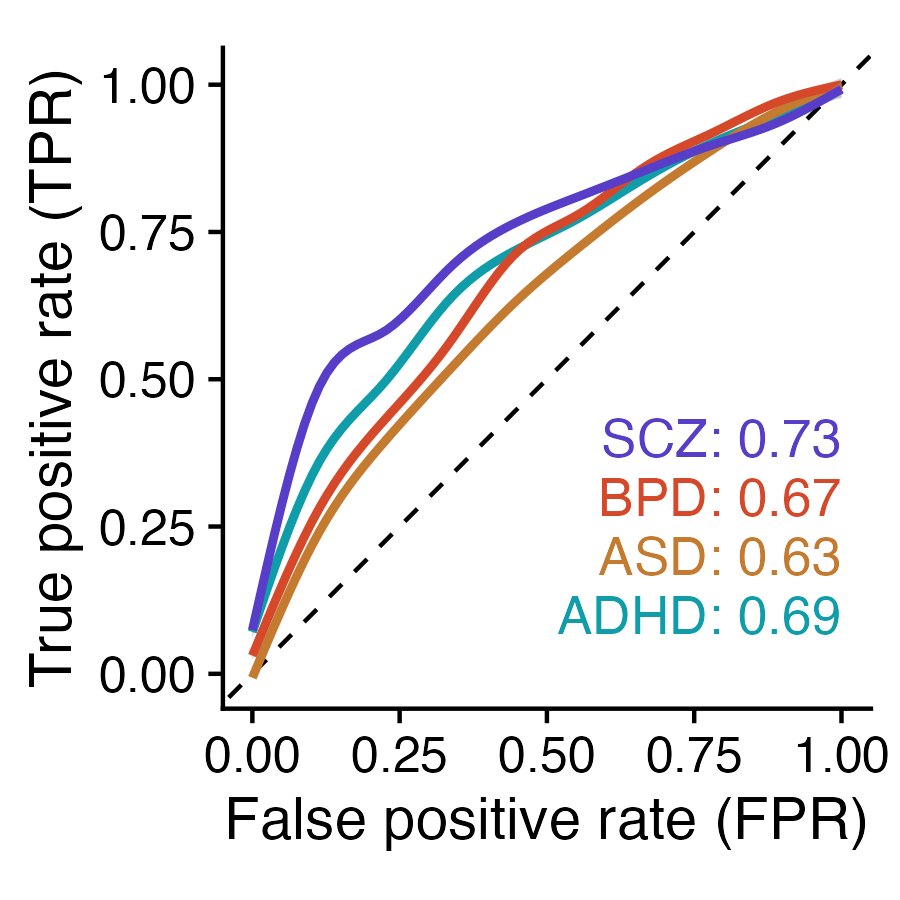 True positive rate (TPR)
1.00
0.75
0.50
0.25
0.00
SCZ: 0.73
BPD: 0.67
ASD: 0.63
ADHD: 0.69
0.00 0.25 0.50 0.75 1.00
False positive rate (FPR)